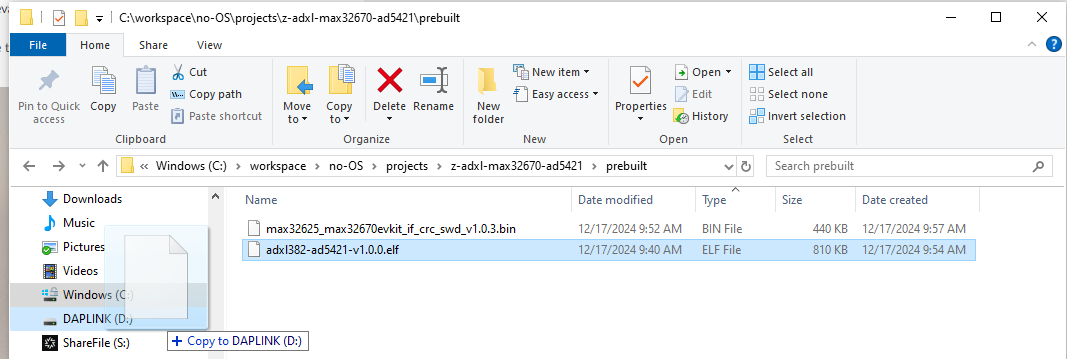 C:\workspace\no-OS\projects\z-adxl-max32670-ad5421\prebuilt
File Home Share View
Pin to Quick access
Copy
Paste
Cut
Copy path
Paste shortcut
Clipboard
Move to
Copy to
Delete
Rename
Organize
New folder
New item
Easy access
New
Properties
Open
Edit
History
Open
Select all
Select none
Invert selection
Select
« Windows (C:) workspace no-OS projects z-adxl-max32670-ad5421 prebuilt
Search prebuilt
Downloads
Music
Pictures
Videos
Windows (C:)
DAPLINK (D:)
ShareFile (S:)
Name Date modified Type Size Date created
max32625_max32670evkit_if_crc_swd_v1.0.3.bin 12/17/2024 9:52 AM BIN File 440 KB 12/17/2024 9:57 AM
adxl382-ad5421-v1.0.0.elf 12/17/2024 9:40 AM ELF File 810 KB 12/17/2024 9:54 AM
+ Copy to DAPLINK (D:)